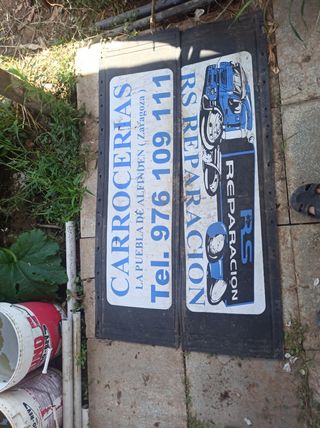 CARROCERIAS
LA PUEBLA DE ALFINDEN (Zaragoza)
Tel. 976 109 111
RS REPARACION
RS
REPARACION